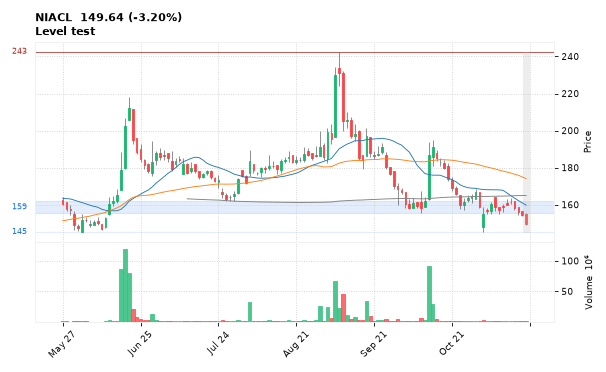 NIACL 149.64 (-3.20%)
Level test
243
240
220
200
180
160
159
145
Price
100
50
Volume 10⁴
May 27
Jun 25
Jul 24
Aug 21
Sep 21
Oct 21